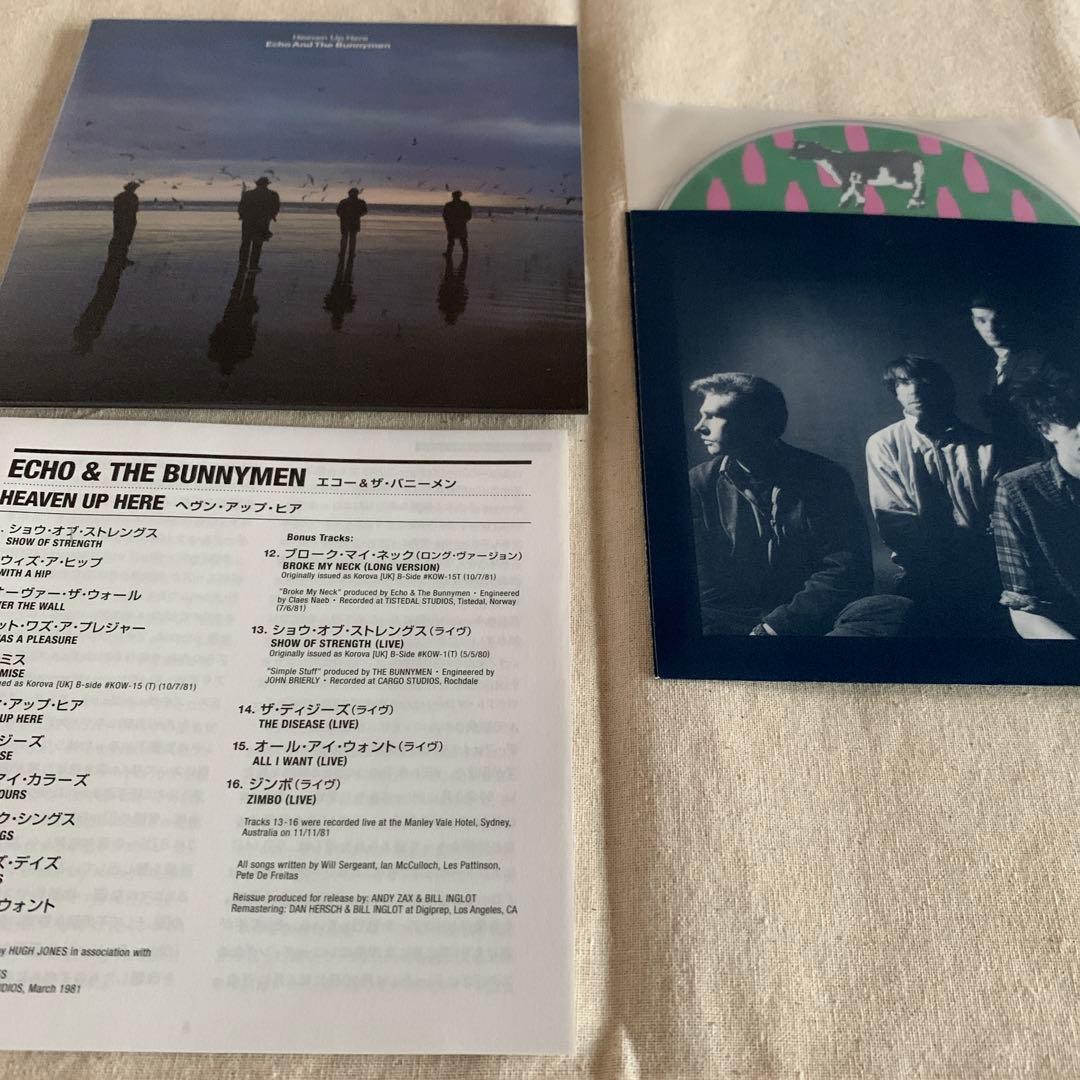 Heaven Up Here
Echo And The Bunnymen
ECHO & THE BUNNYMEN エコー&ザ・バニーメン
HEAVEN UP HERE ヘヴン・アップ・ヒア
ショウ・オブ・ストレングス
SHOW OF STRENGTH
ウィズ・ア・ヒップ
WITH A HIP
ーヴァー・ザ・ウォール
ER THE WALL
ット・ワズ・ア・プレジャー
AS A PLEASURE
ミス
MISE
ed as Korova [UK] B-side #KOW-15 (T) (10/7/81)
・アップ・ヒア
UP HERE
ジーズ
SE
アイ・カラーズ
OURS
ク・シングス
GS
ズ・デイズ
S
ウォント
y HUGH JONES in association with
S
DIOS, March 1981
Bonus Tracks:
12. ブローク・マイ・ネック(ロング・ヴァージョン)
BROKE MY NECK (LONG VERSION)
Originally issued as Korova [UK] B-Side #KOW-15T (10/7/81)
"Broke My Neck" produced by Echo & The Bunnymen・Engineered
by Claes Naeb・Recorded at TISTEDAL STUDIOS, Tistedal, Norway
(7/6/81)
13. ショウ・オブ・ストレングス(ライヴ)
SHOW OF STRENGTH (LIVE)
Originally issued as Korova [UK] B-Side #KOW-1(T) (5/5/80)
"Simple Stuff" produced by THE BUNNYMEN・Engineered by
JOHN BRIERLY・Recorded at CARGO STUDIOS, Rochdale
14. ザ・ディジーズ(ライヴ)
THE DISEASE (LIVE)
15. オール・アイ・ウォント(ライヴ)
ALL I WANT (LIVE)
16. ジンボ(ライヴ)
ZIMBO (LIVE)
Tracks 13-16 were recorded live at the Manley Vale Hotel, Sydney,
Australia on 11/11/81
All songs written by Will Sergeant, Ian McCulloch, Les Pattinson,
Pete De Freitas
Reissue produced for release by: ANDY ZAX & BILL INGLOT
Remastering: DAN HERSCH & BILL INGLOT at Digiprep, Los Angeles, CA